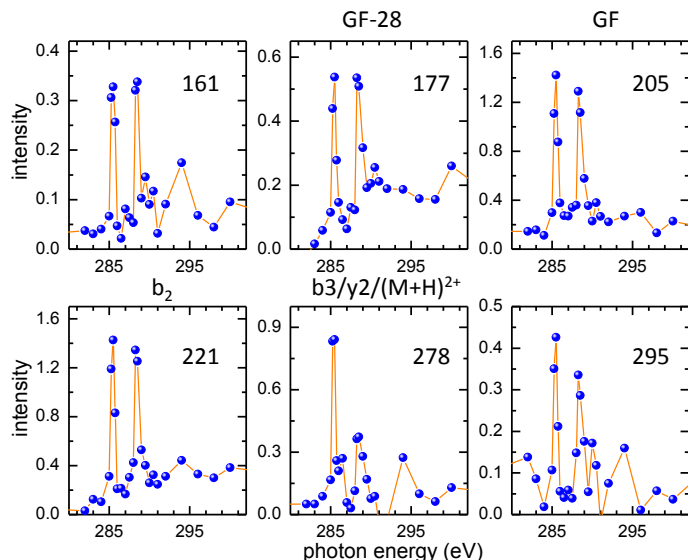 GF-28 GF
0.4 0.6 1.6
161 177 205
0.3 1.2
0.4
0.2 0.8
0.2
0.1 0.4
0.0 0.0 0.0
intensity
285 295 285 295 285 295
b2 b3/y2/(M+H)2+
1.6 0.9 0.5
221 278 295
1.2 0.4
0.6
0.3
0.8
0.2
0.3
0.4
0.1
0.0 0.0 0.0
intensity
285 295 285 295 285 295
photon energy (eV)